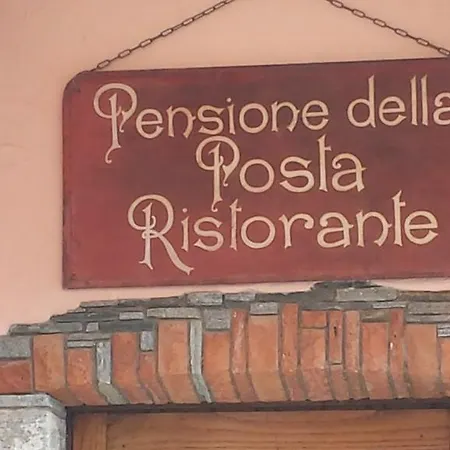 Pensione della
Posta
Ristorante